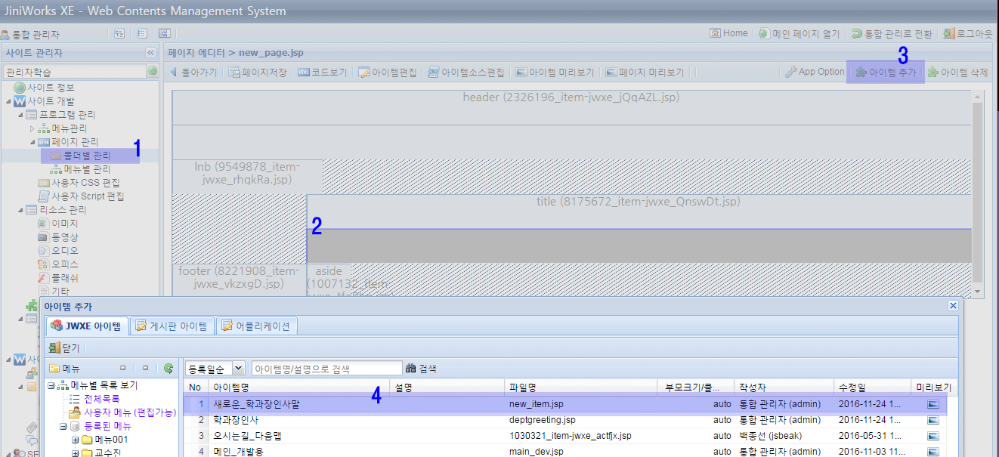 JiniWorks XE - Web Contents Management System
통합 관리자
Home 메인 페이지 열기 통합 관리로 전환 로그아웃
사이트 관리자
페이지 에디터 > new_page.jsp
3
관리자학습
돌아가기 페이지저장 코드보기 아이템편집 아이템소스편집 아이템 미리보기 페이지 미리보기 App Option 아이템 추가 아이템 삭제
사이트 정보
사이트 개발
프로그램 관리
메뉴관리
페이지 관리
폴더별 관리
1
메뉴별 관리
사용자 CSS 편집
사용자 Script 편집
리소스 관리
이미지
동영상
오디오
오피스
플래쉬
기타
header (2326196_item-jwxe_jQqAZL.jsp)
lnb (9549878_item-
jwxe_rhqkRa.jsp)
title (8175672_item-jwxe_QnswDt.jsp)
2
footer (8221908_item-
jwxe_vkzxgD.jsp)
aside
(1007132_item-
사이
아이템 추가
JWXE 아이템 게시판 아이템 어플리케이션
닫기
메뉴
등록일순 아이템명/설명으로 검색 검색
메뉴별 목록 보기
전체목록
사용자 메뉴 (편집가능)
등록된 메뉴
메뉴001
교수진
No 아이템명 설명 파일명 부모크기/클... 작성자 수정일 미리보기
4
1 새로운_학과장인사말 new_item.jsp auto 통합 관리자 (admin) 2016-11-24 1...
2 학과장인사 deptgreeting.jsp auto 통합 관리자 (admin) 2016-11-24 1...
3 오시는길_다음맵 1030321_item-jwxe_actfjx.jsp auto 백종선 (jsbeak) 2016-05-31 1...
4 메인_개발용 main_dev.jsp auto 통합 관리자 (admin) 2016-11-03 11...